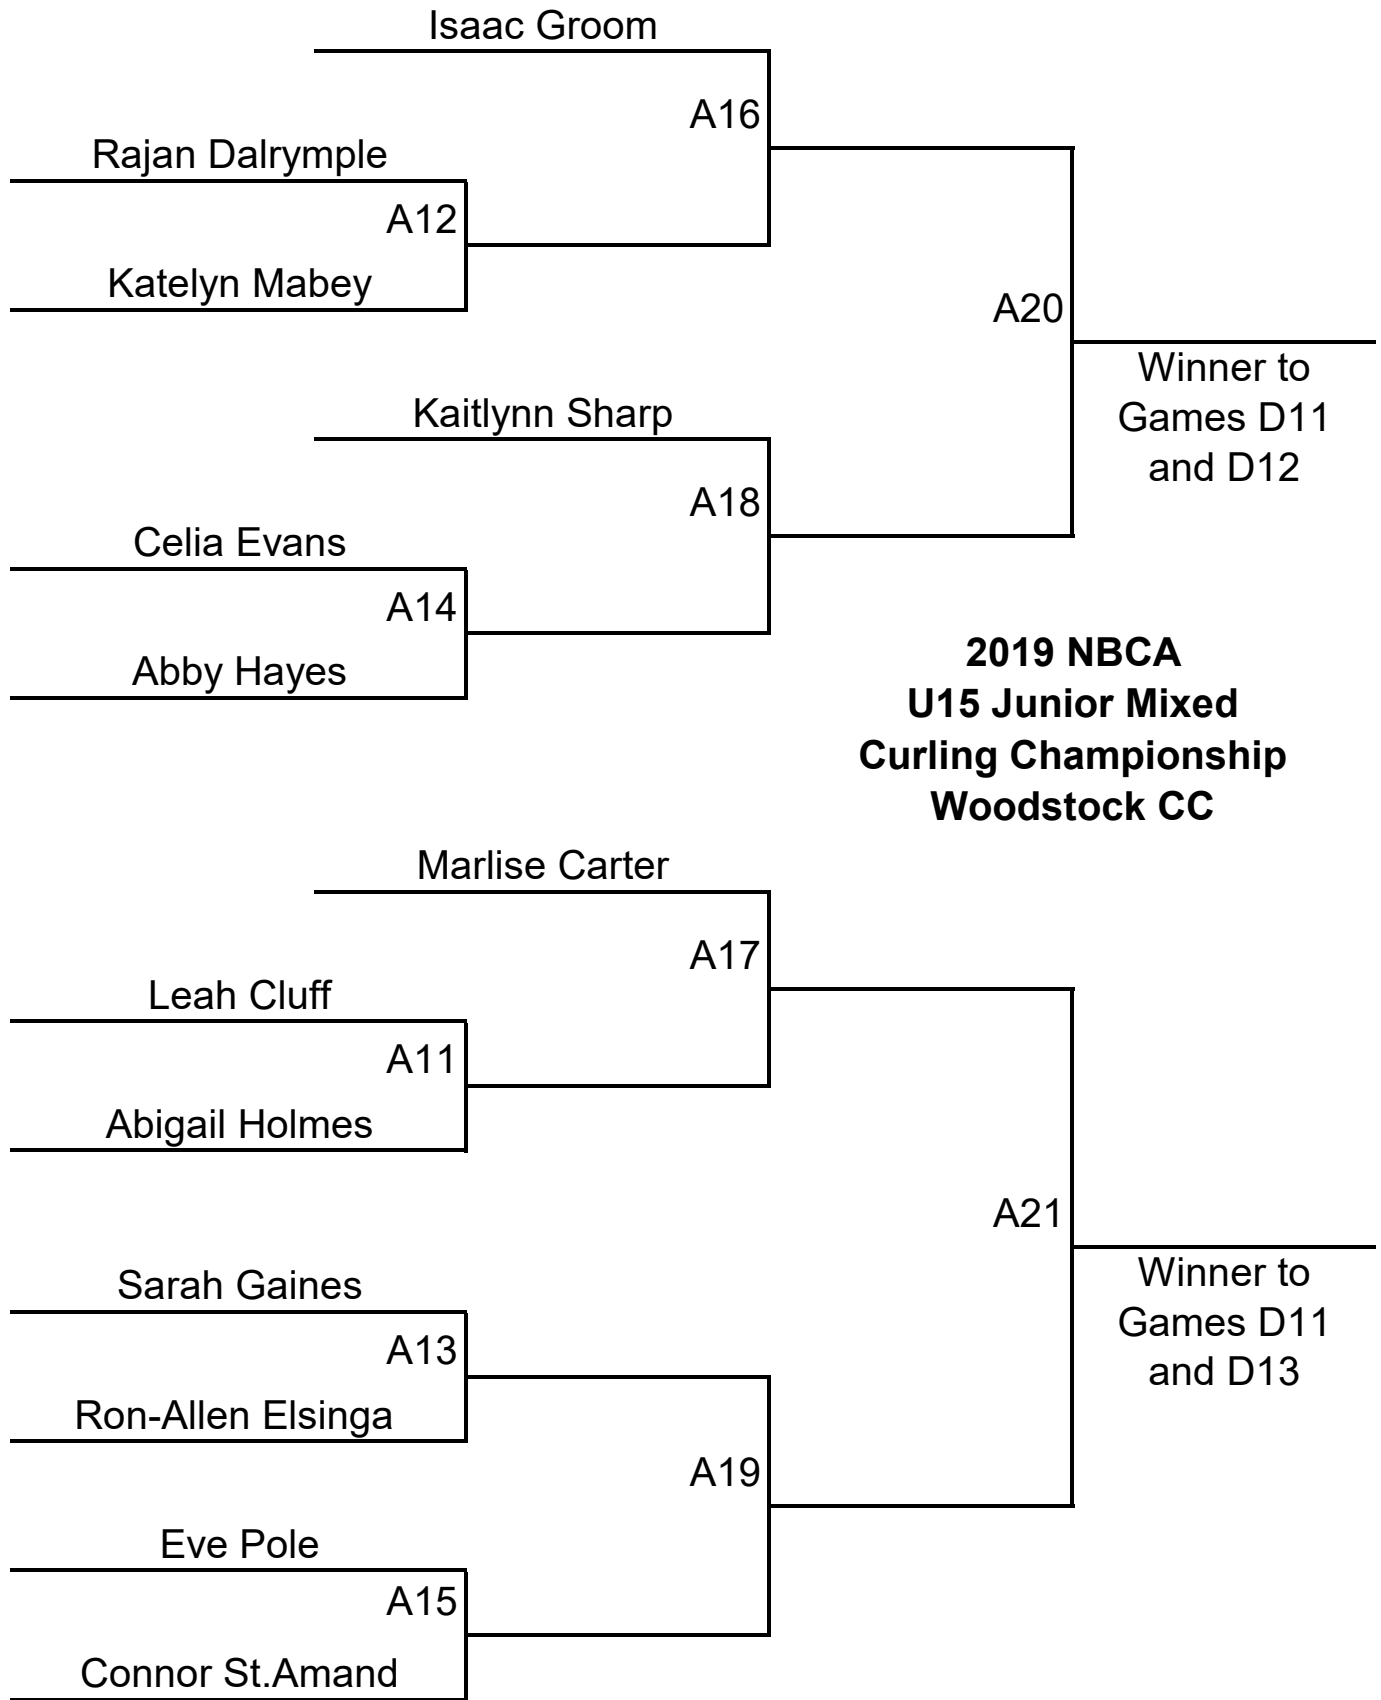 Isaac Groom
A16
Rajan Dalrymple
A12
Katelyn Mabey
A20
Winner to
Games D11
and D12
Kaitlynn Sharp
A18
Celia Evans
A14
Abby Hayes
2019 NBCA
U15 Junior Mixed
Curling Championship
Woodstock CC
Marlise Carter
A17
Leah Cluff
A11
Abigail Holmes
A21
Winner to
Games D11
and D13
Sarah Gaines
A13
Ron-Allen Elsinga
A19
Eve Pole
A15
Connor St.Amand